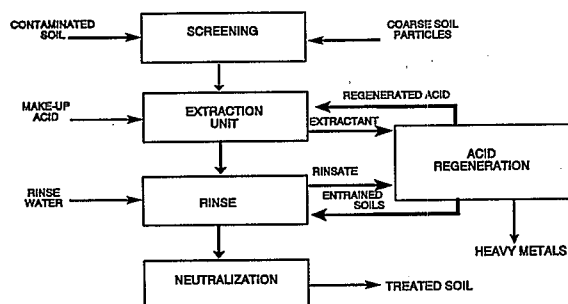 CONTAMINATED
SOIL
SCREENING
COARSE SOIL
PARTICLES
REGENERATED ACID
MAKE-UP
ACID
EXTRACTION
UNIT
EXTRACTANT
ACID
REGENERATION
RINSATE
RINSE
WATER
RINSE
ENTRAINED
SOILS
HEAVY METALS
NEUTRALIZATION
TREATED SOIL